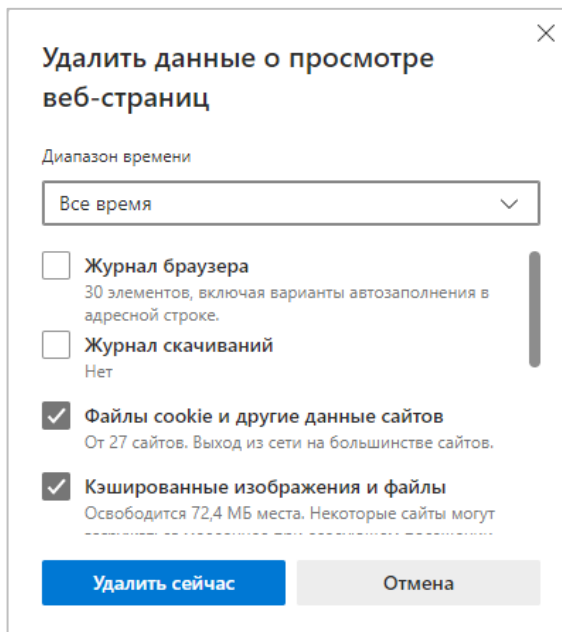 Удалить данные о просмотре
веб-страниц
Диапазон времени
Все время
Журнал браузера
30 элементов, включая варианты автозаполнения в
адресной строке.
Журнал скачиваний
Нет
Файлы cookie и другие данные сайтов
От 27 сайтов. Выход из сети на большинстве сайтов.
Кэшированные изображения и файлы
Освободится 72,4 МБ места. Некоторые сайты могут
Удалить сейчас
Отмена